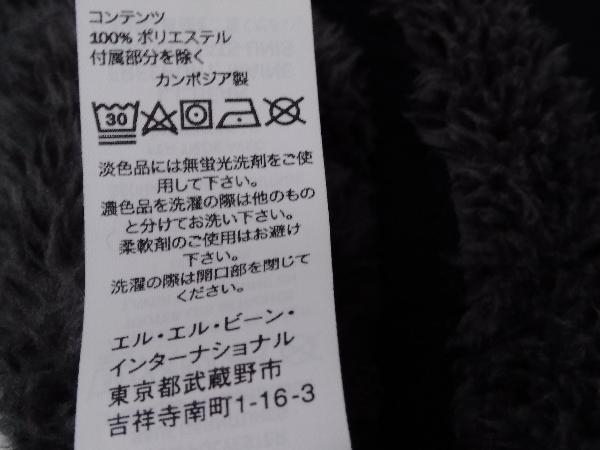 コンテンツ
100% ポリエステル
付属部分を除く
カンボジア製
30
淡色品には無蛍光洗剤をご使
用して下さい。
濃色品を洗濯の際は他のもの
と分けてお洗い下さい。
柔軟剤のご使用はお避け
下さい。
洗濯の際は開口部を閉じて
ください。
エル・エル・ビーン・
インターナショナル
東京都武蔵野市
吉祥寺南町1-16-3